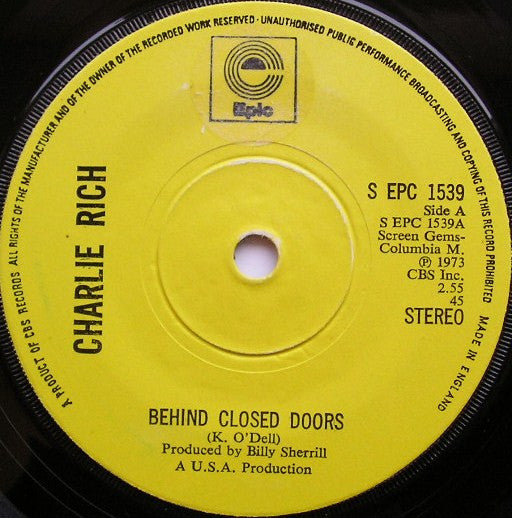 A PRODUCT OF CBS RECORDS ALL RIGHTS OF THE MANUFACTURER AND OF THE OWNER OF THE RECORDED WORK RESERVED · UNAUTHORISED PUBLIC PERFORMANCE BROADCASTING AND COPYING OF THIS RECORD PROHIBITED MADE IN ENGLAND
Epic
CHARLIE RICH
S EPC 1539
Side A
S EPC 1539A
Screen Gems-
Columbia M.
℗ 1973
CBS Inc.
2.55
45
STEREO
BEHIND CLOSED DOORS
(K. O'Dell)
Produced by Billy Sherrill
A U.S.A. Production